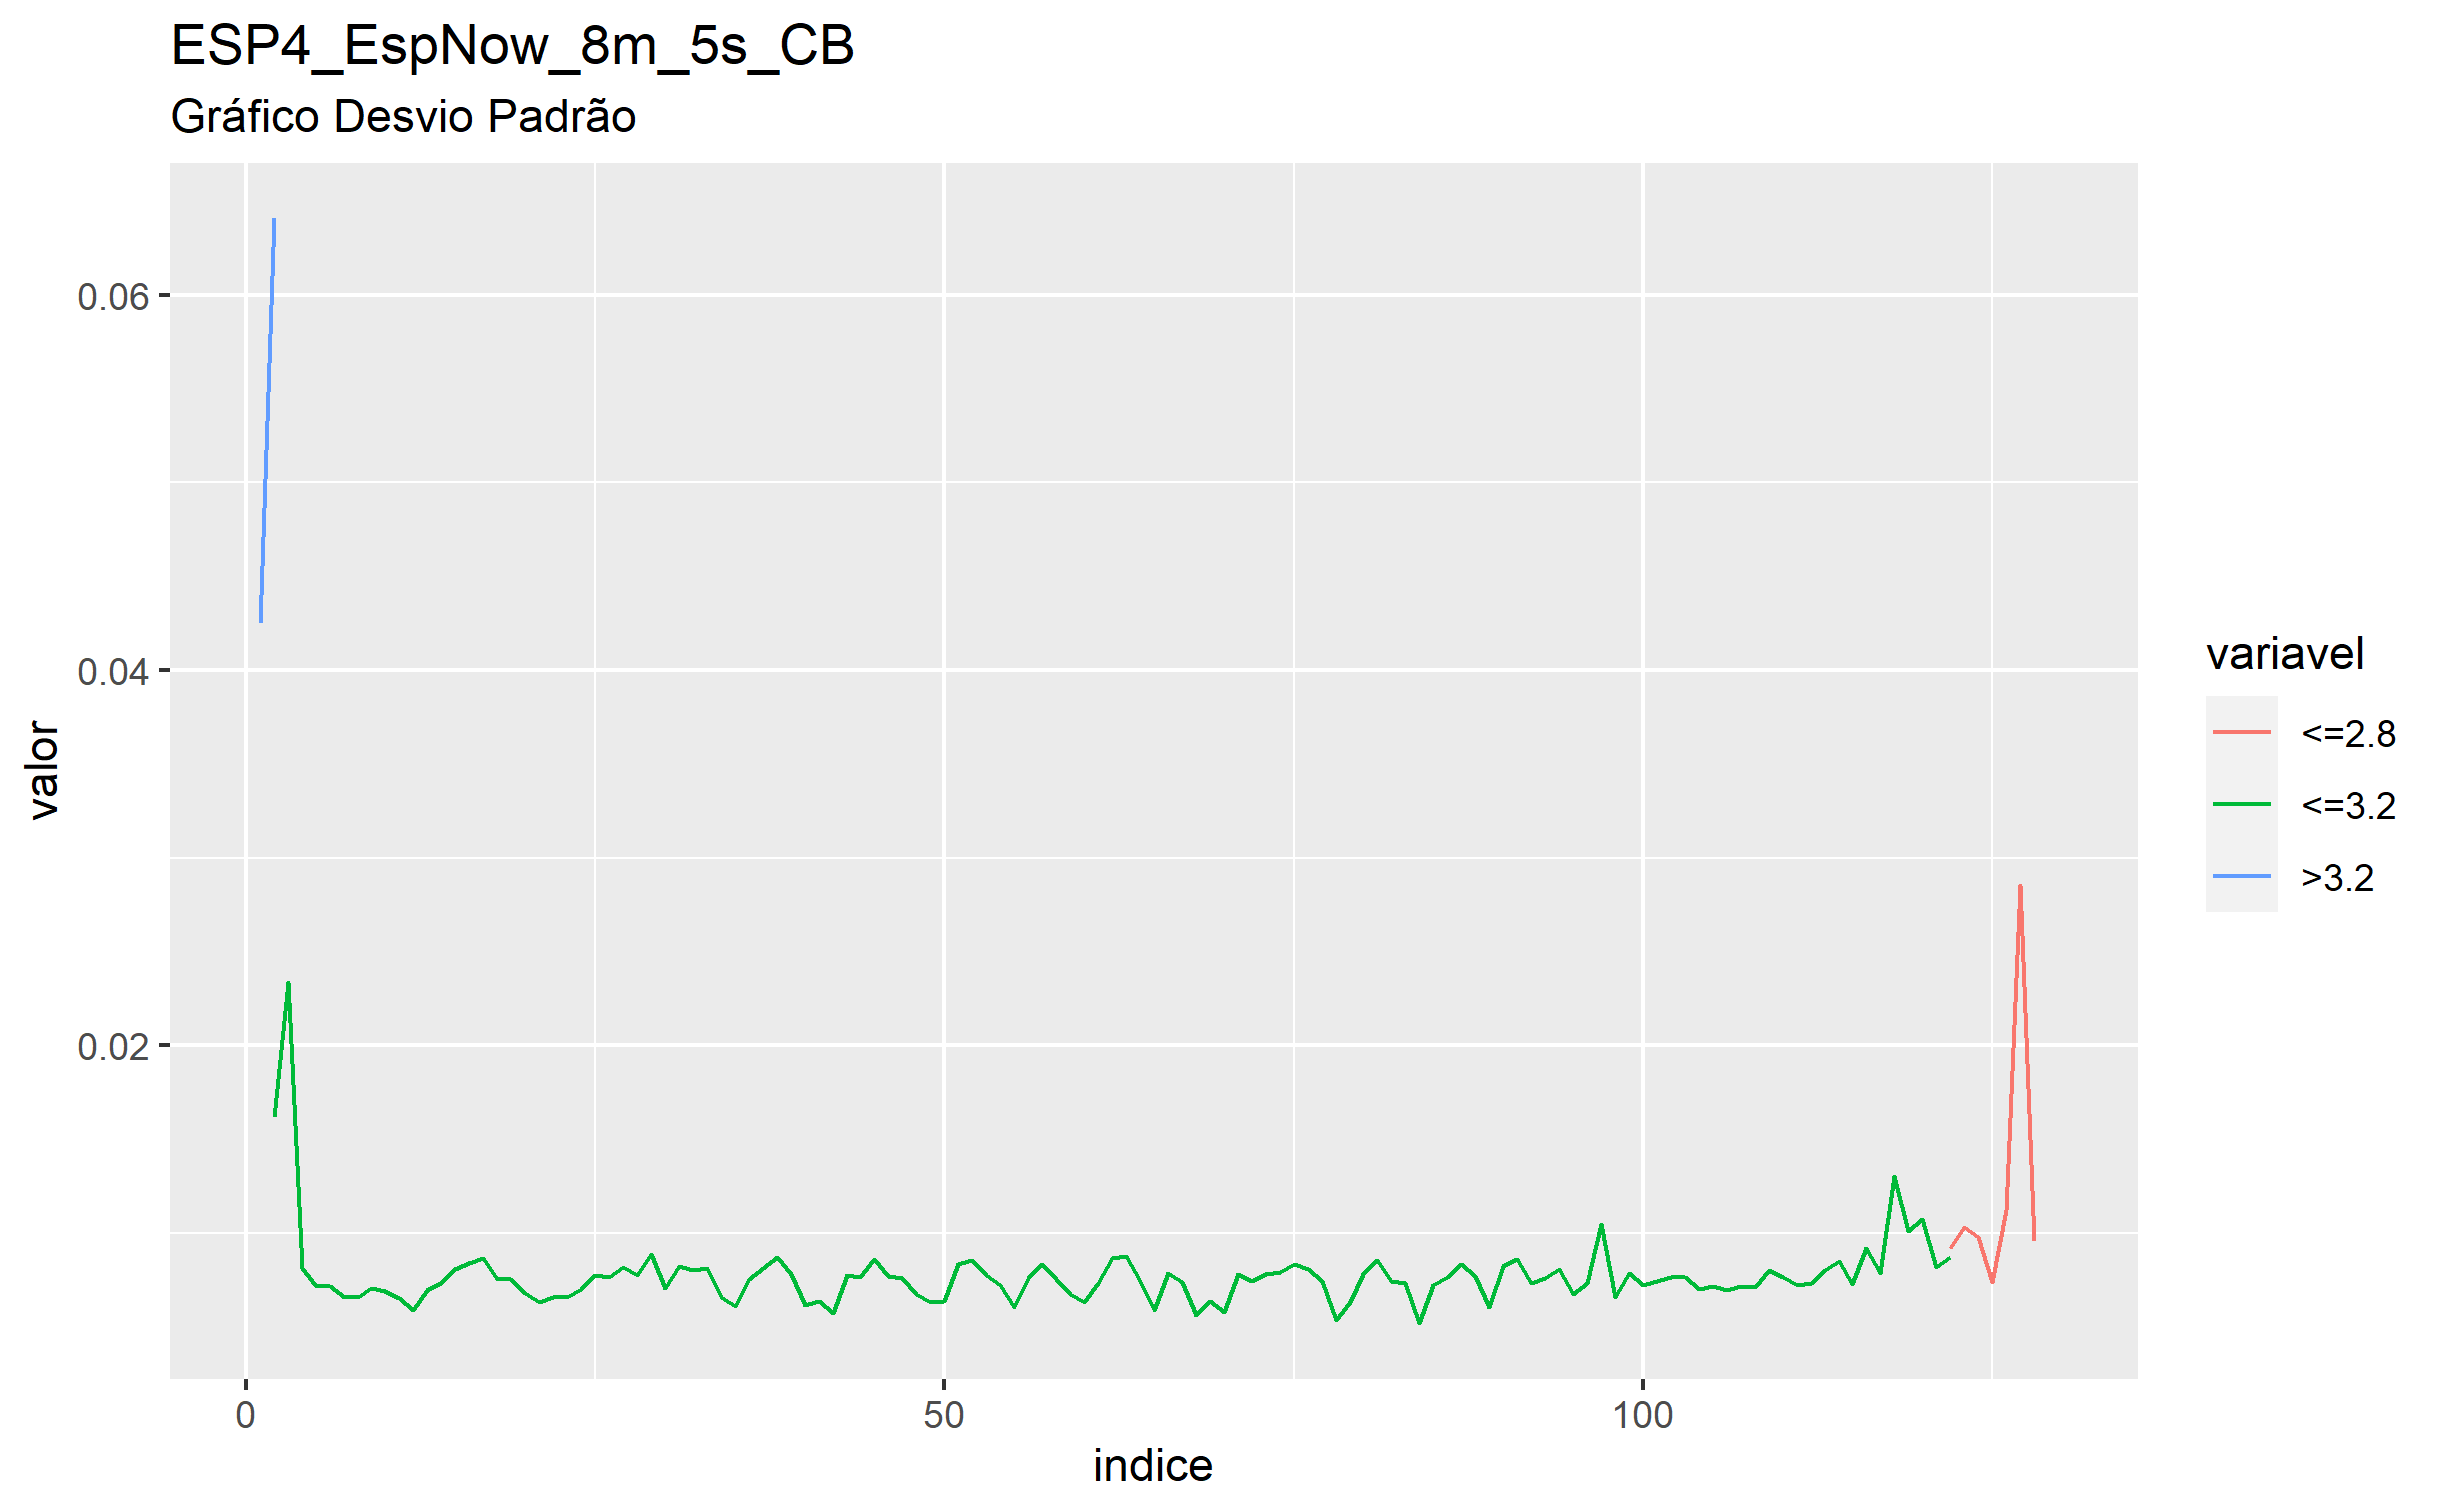 ESP4_EspNow_8m_5s_CB
Gráfico Desvio Padrão
0.06
0.04
0.02
valor
0
50
100
indice
variavel
<=2.8
<=3.2
>3.2